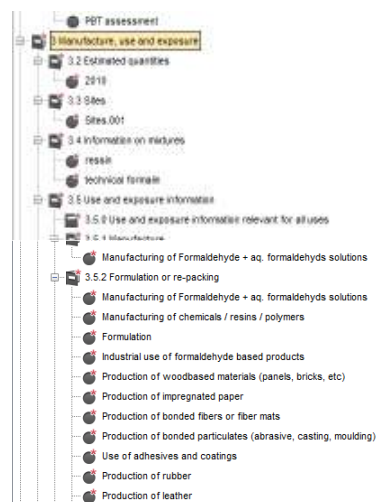 PBT assessment
3 Manufacture, use and exposure
3.2 Estimated quantities
2010
3.3 Sites
Sites.001
3.4 Information on mixtures
ressin
technical formalin
3.5 Use and exposure information
3.5.0 Use and exposure information relevant for all uses
3.5.1 Manufacture
Manufacturing of Formaldehyde + aq. formaldehyds solutions
3.5.2 Formulation or re-packing
Manufacturing of Formaldehyde + aq. formaldehyds solutions
Manufacturing of chemicals / resins / polymers
Formulation
Industrial use of formaldehyde based products
Production of woodbased materials (panels, bricks, etc)
Production of impregnated paper
Production of bonded fibers or fiber mats
Production of bonded particulates (abrasive, casting, moulding)
Use of adhesives and coatings
Production of rubber
Production of leather